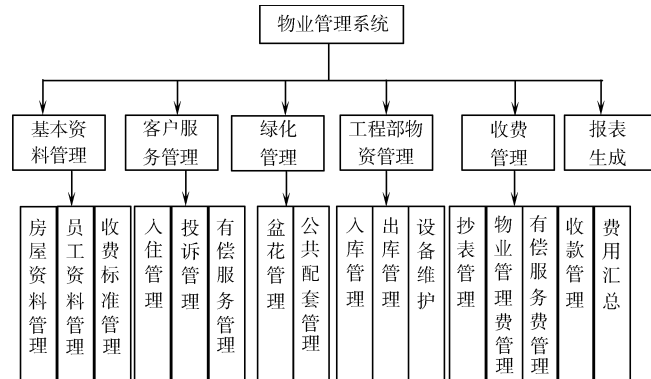 物业管理系统
基本资
料管理
客户服
务管理
绿化
管理
工程部物
资管理
收费
管理
报表
生成
房屋资料管理
员工资料管理
收费标准管理
入住管理
投诉管理
有偿服务管理
盆花管理
公共配套管理
入库管理
出库管理
设备维护
抄表管理
物业管理费管理
有偿服务费管理
收款管理
费用汇总